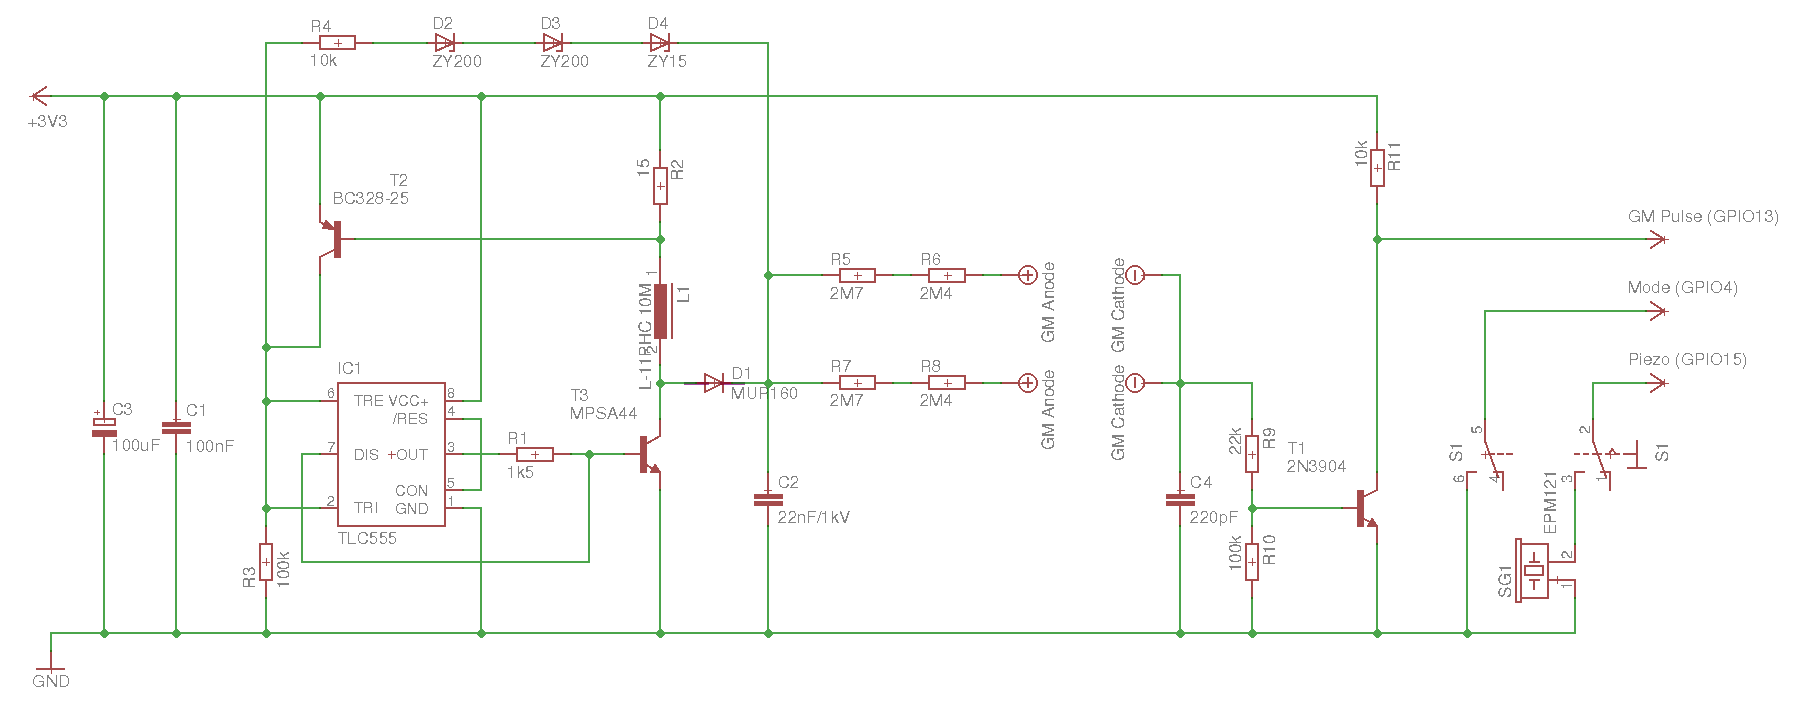 R4
10k
D2
ZY200
D3
ZY200
D4
ZY15
+3V3
C3
100uF
C1
100nF
T2
BC328-25
15
R2
1
L-11PHC 10M
2
L1
D1
MUR160
IC1
6
TRE VCC+
8
/RES
4
7
DIS
+OUT
3
CON
5
2
TRI
GND
1
TLC555
R3
100k
R1
1k5
T3
MPSA44
C2
22nF/1kV
R5
2M7
R6
2M4
R7
2M7
R8
2M4
GM Anode
GM Anode
GM Cathode
GM Cathode
C4
220pF
22k
R9
100k
R10
T1
2N3904
10k
R11
GM Pulse (GPIO13)
Mode (GPIO4)
Piezo (GPIO15)
S1
5
6
4
2
3
1
S1
EPM121
SG1
2
1
GND